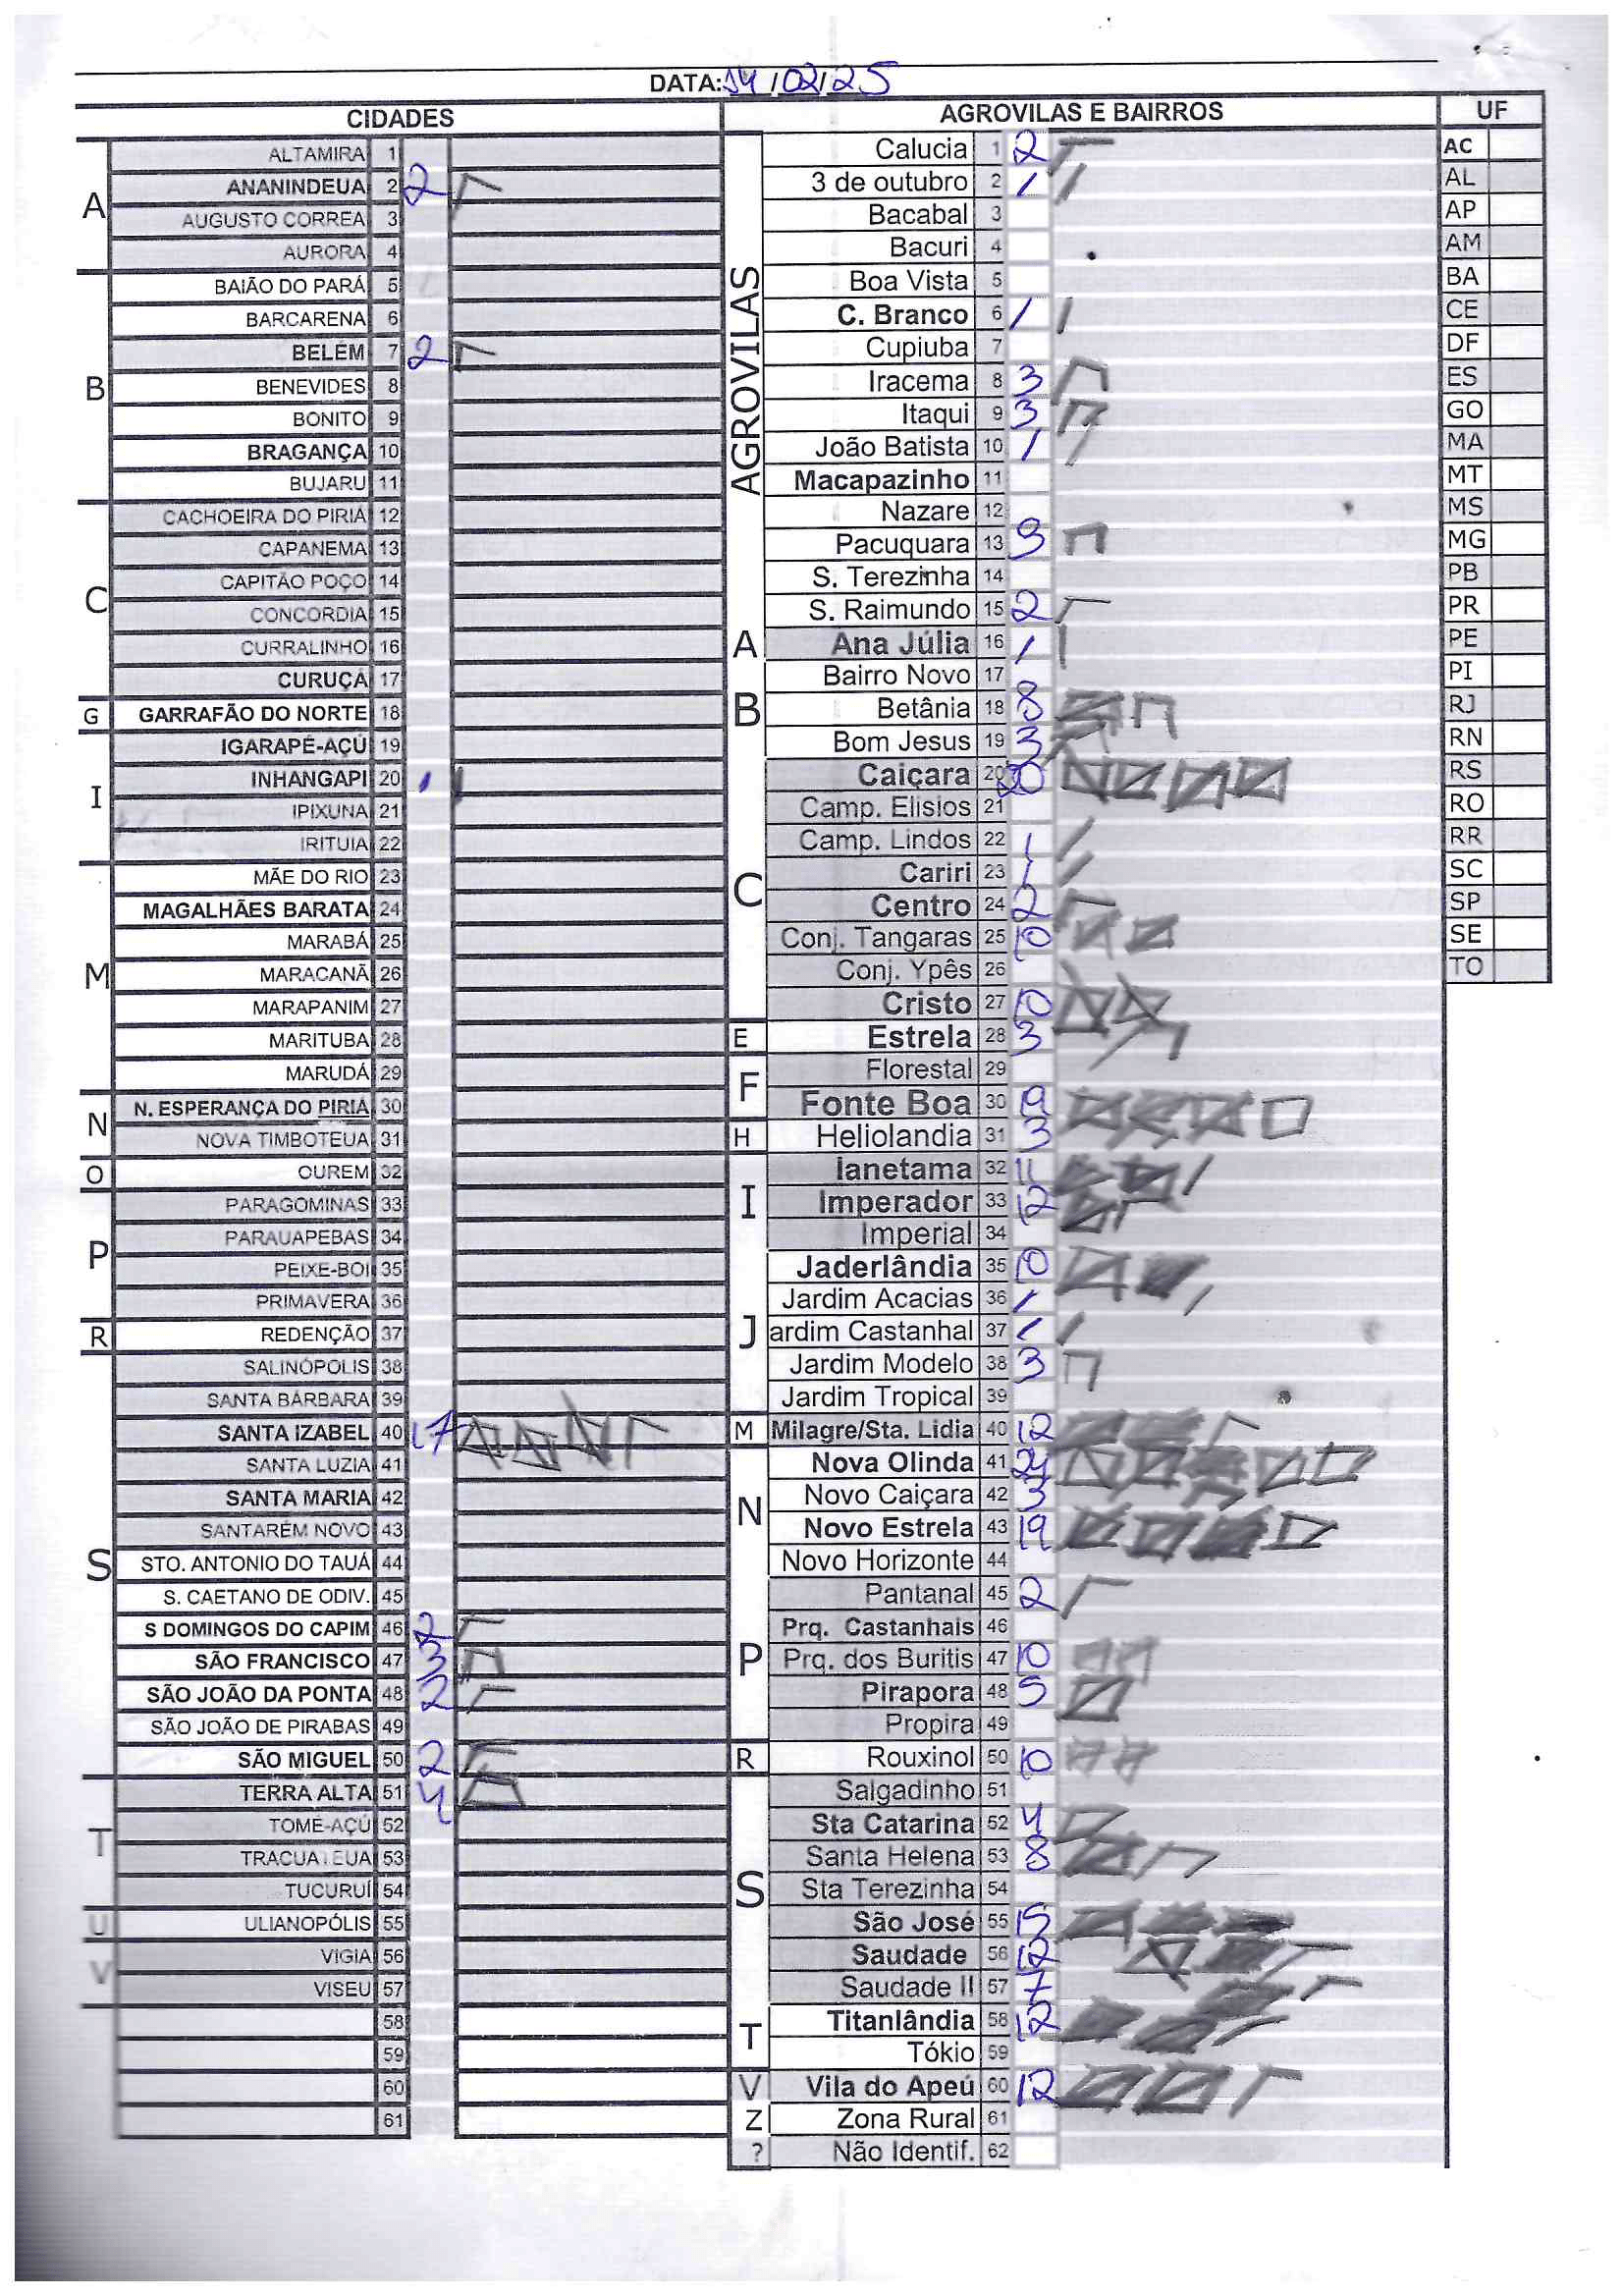 DATA: 14/02/25
CIDADES AGROVILAS E BAIRROS UF
A
ALTAMIRA 1
ANANINDEUA 2 2
AUGUSTO CORREA 3
AURORA 4
B
BAIÃO DO PARÁ 5
BARCARENA 6
BELÉM 7 2
BENEVIDES 8
BONITO 9
BRAGANÇA 10
BUJARU 11
C
CACHOEIRA DO PIRIÁ 12
CAPANEMA 13
CAPITÃO POÇO 14
CONCORDIA 15
CURRALINHO 16
CURUÇÁ 17
G
GARRAFÃO DO NORTE 18
I
IGARAPÉ-AÇÚ 19
INHANGAPI 20 1
IPIXUNA 21
IRITUIA 22
M
MÃE DO RIO 23
MAGALHÃES BARATA 24
MARABÁ 25
MARACANÃ 26
MARAPANIM 27
MARITUBA 28
MARUDÁ 29
N
N. ESPERANÇA DO PIRIÁ 30
NOVA TIMBOTEUA 31
O
OUREM 32
P
PARAGOMINAS 33
PARAUAPEBAS 34
PEIXE-BOI 35
PRIMAVERA 36
R
REDENÇÃO 37
S
SALINÓPOLIS 38
SANTA BÁRBARA 39
SANTA IZABEL 40 17
SANTA LUZIA 41
SANTA MARIA 42
SANTARÉM NOVO 43
STO. ANTONIO DO TAUÁ 44
S. CAETANO DE ODIV. 45
S DOMINGOS DO CAPIM 46 2
SÃO FRANCISCO 47 3
SÃO JOÃO DA PONTA 48 2
SÃO JOÃO DE PIRABAS 49
SÃO MIGUEL 50 2
T
TERRA ALTA 51 4
TOMÉ-AÇÚ 52
TRACUATEUA 53
TUCURUÍ 54
U
ULIANOPÓLIS 55
V
VIGIA 56
VISEU 57
58
59
60
61
AGROVILAS
Calucia 1 2
3 de outubro 2 1
Bacabal 3
Bacuri 4
Boa Vista 5
C. Branco 6 1
Cupiuba 7
Iracema 8 3
Itaqui 9 3
João Batista 10 1
Macapazinho 11
Nazare 12
Pacuquara 13 3
S. Terezinha 14
S. Raimundo 15 2
A
Ana Júlia 16 1
Bairro Novo 17
B
Betânia 18 8
Bom Jesus 19 3
C
Caiçara 20 20
Camp. Elisios 21
Camp. Lindos 22 1
Cariri 23 1
Centro 24 2
Conj. Tangaras 25 10
Conj. Ypês 26
Cristo 27 10
E
Estrela 28 3
F
Florestal 29
Fonte Boa 30 19
H
Heliolandia 31 3
I
Ianetama 32 11
Imperador 33 12
Imperial 34
J
Jaderlândia 35 10
Jardim Acacias 36 1
ardim Castanhal 37 1
Jardim Modelo 38 3
Jardim Tropical 39
M
Milagre/Sta. Lidia 40 12
N
Nova Olinda 41 24
Novo Caiçara 42 3
Novo Estrela 43 19
Novo Horizonte 44
P
Pantanal 45 2
Prq. Castanhais 46
Prq. dos Buritis 47 10
Pirapora 48 5
Propira 49
R
Rouxinol 50 10
S
Salgadinho 51
Sta Catarina 52 4
Santa Helena 53 8
Sta Terezinha 54
São José 55 15
Saudade 56 12
Saudade II 57 7
T
Titanlândia 58 12
Tókio 59
V
Vila do Apeú 60 12
Z
Zona Rural 61
?
Não Identif. 62
AC
AL
AP
AM
BA
CE
DF
ES
GO
MA
MT
MS
MG
PB
PR
PE
PI
RJ
RN
RS
RO
RR
SC
SP
SE
TO